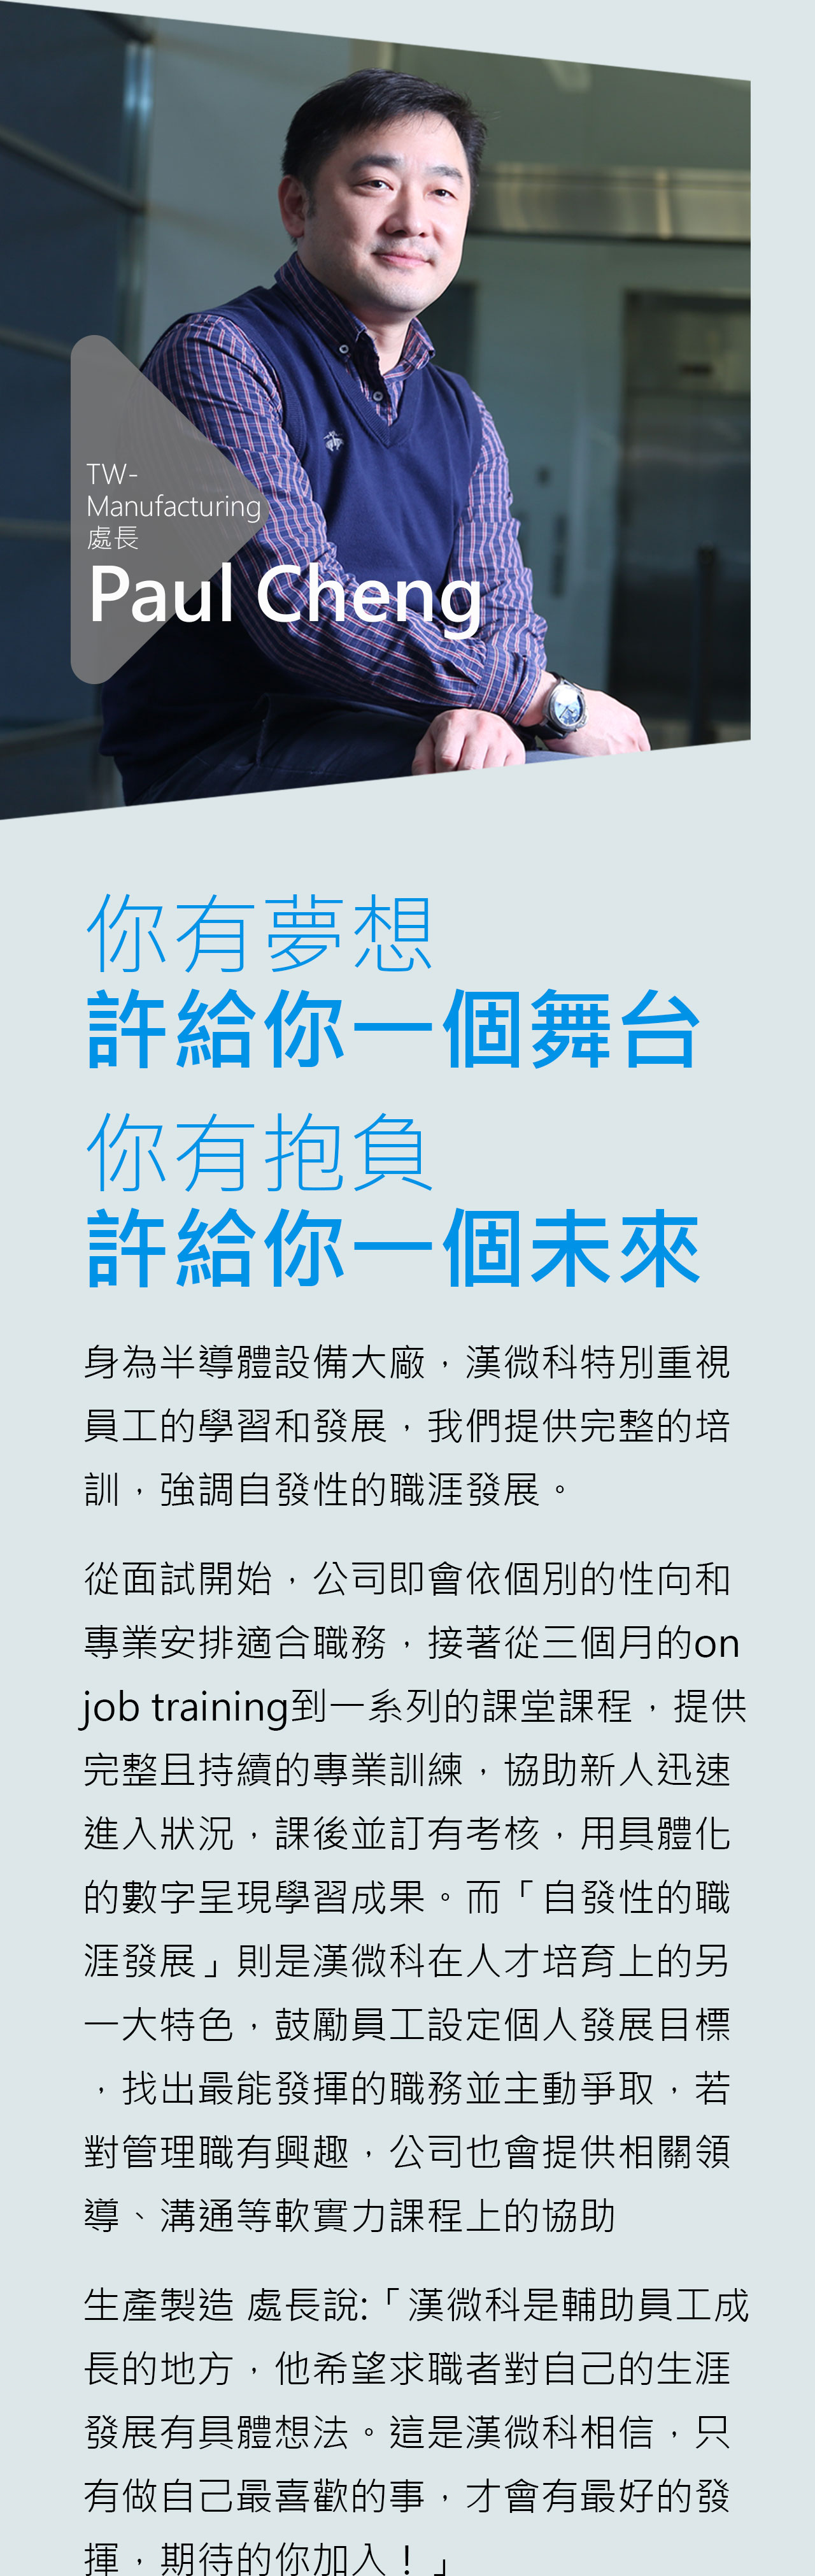 TW-
Manufacturing
處長
Paul Cheng
你有夢想
許給你一個舞台
你有抱負
許給你一個未來
身為半導體設備大廠，漢微科特別重視
員工的學習和發展，我們提供完整的培
訓，強調自發性的職涯發展。
從面試開始，公司即會依個別的性向和
專業安排適合職務，接著從三個月的on
job training到一系列的課堂課程，提供
完整且持續的專業訓練，協助新人迅速
進入狀況，課後並訂有考核，用具體化
的數字呈現學習成果。而「自發性的職
涯發展」則是漢微科在人才培育上的另
一大特色，鼓勵員工設定個人發展目標
，找出最能發揮的職務並主動爭取，若
對管理職有興趣，公司也會提供相關領
導、溝通等軟實力課程上的協助
生產製造 處長說:「漢微科是輔助員工成
長的地方，他希望求職者對自己的生涯
發展有具體想法。這是漢微科相信，只
有做自己最喜歡的事，才會有最好的發
揮，期待的你加入！」